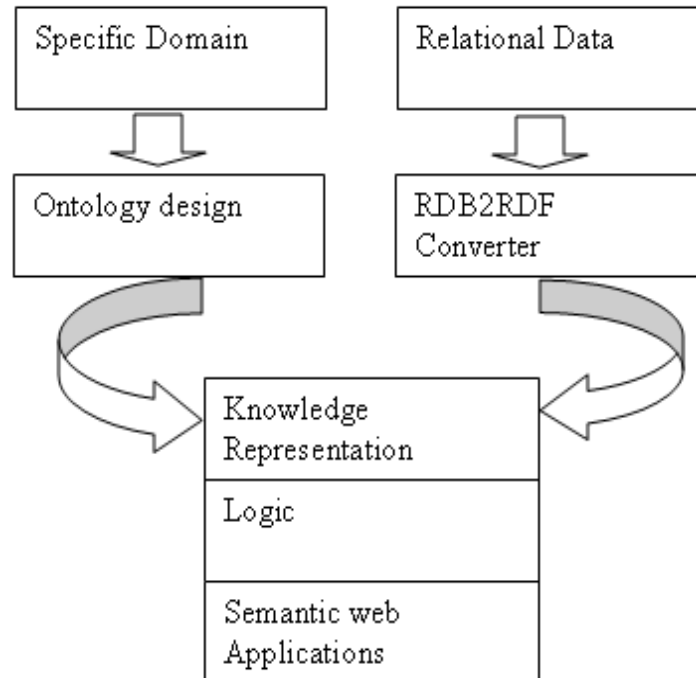 Specific Domain
Relational Data
Ontology design
RDB2RDF
Converter
Knowledge
Representation
Logic
Semantic web
Applications